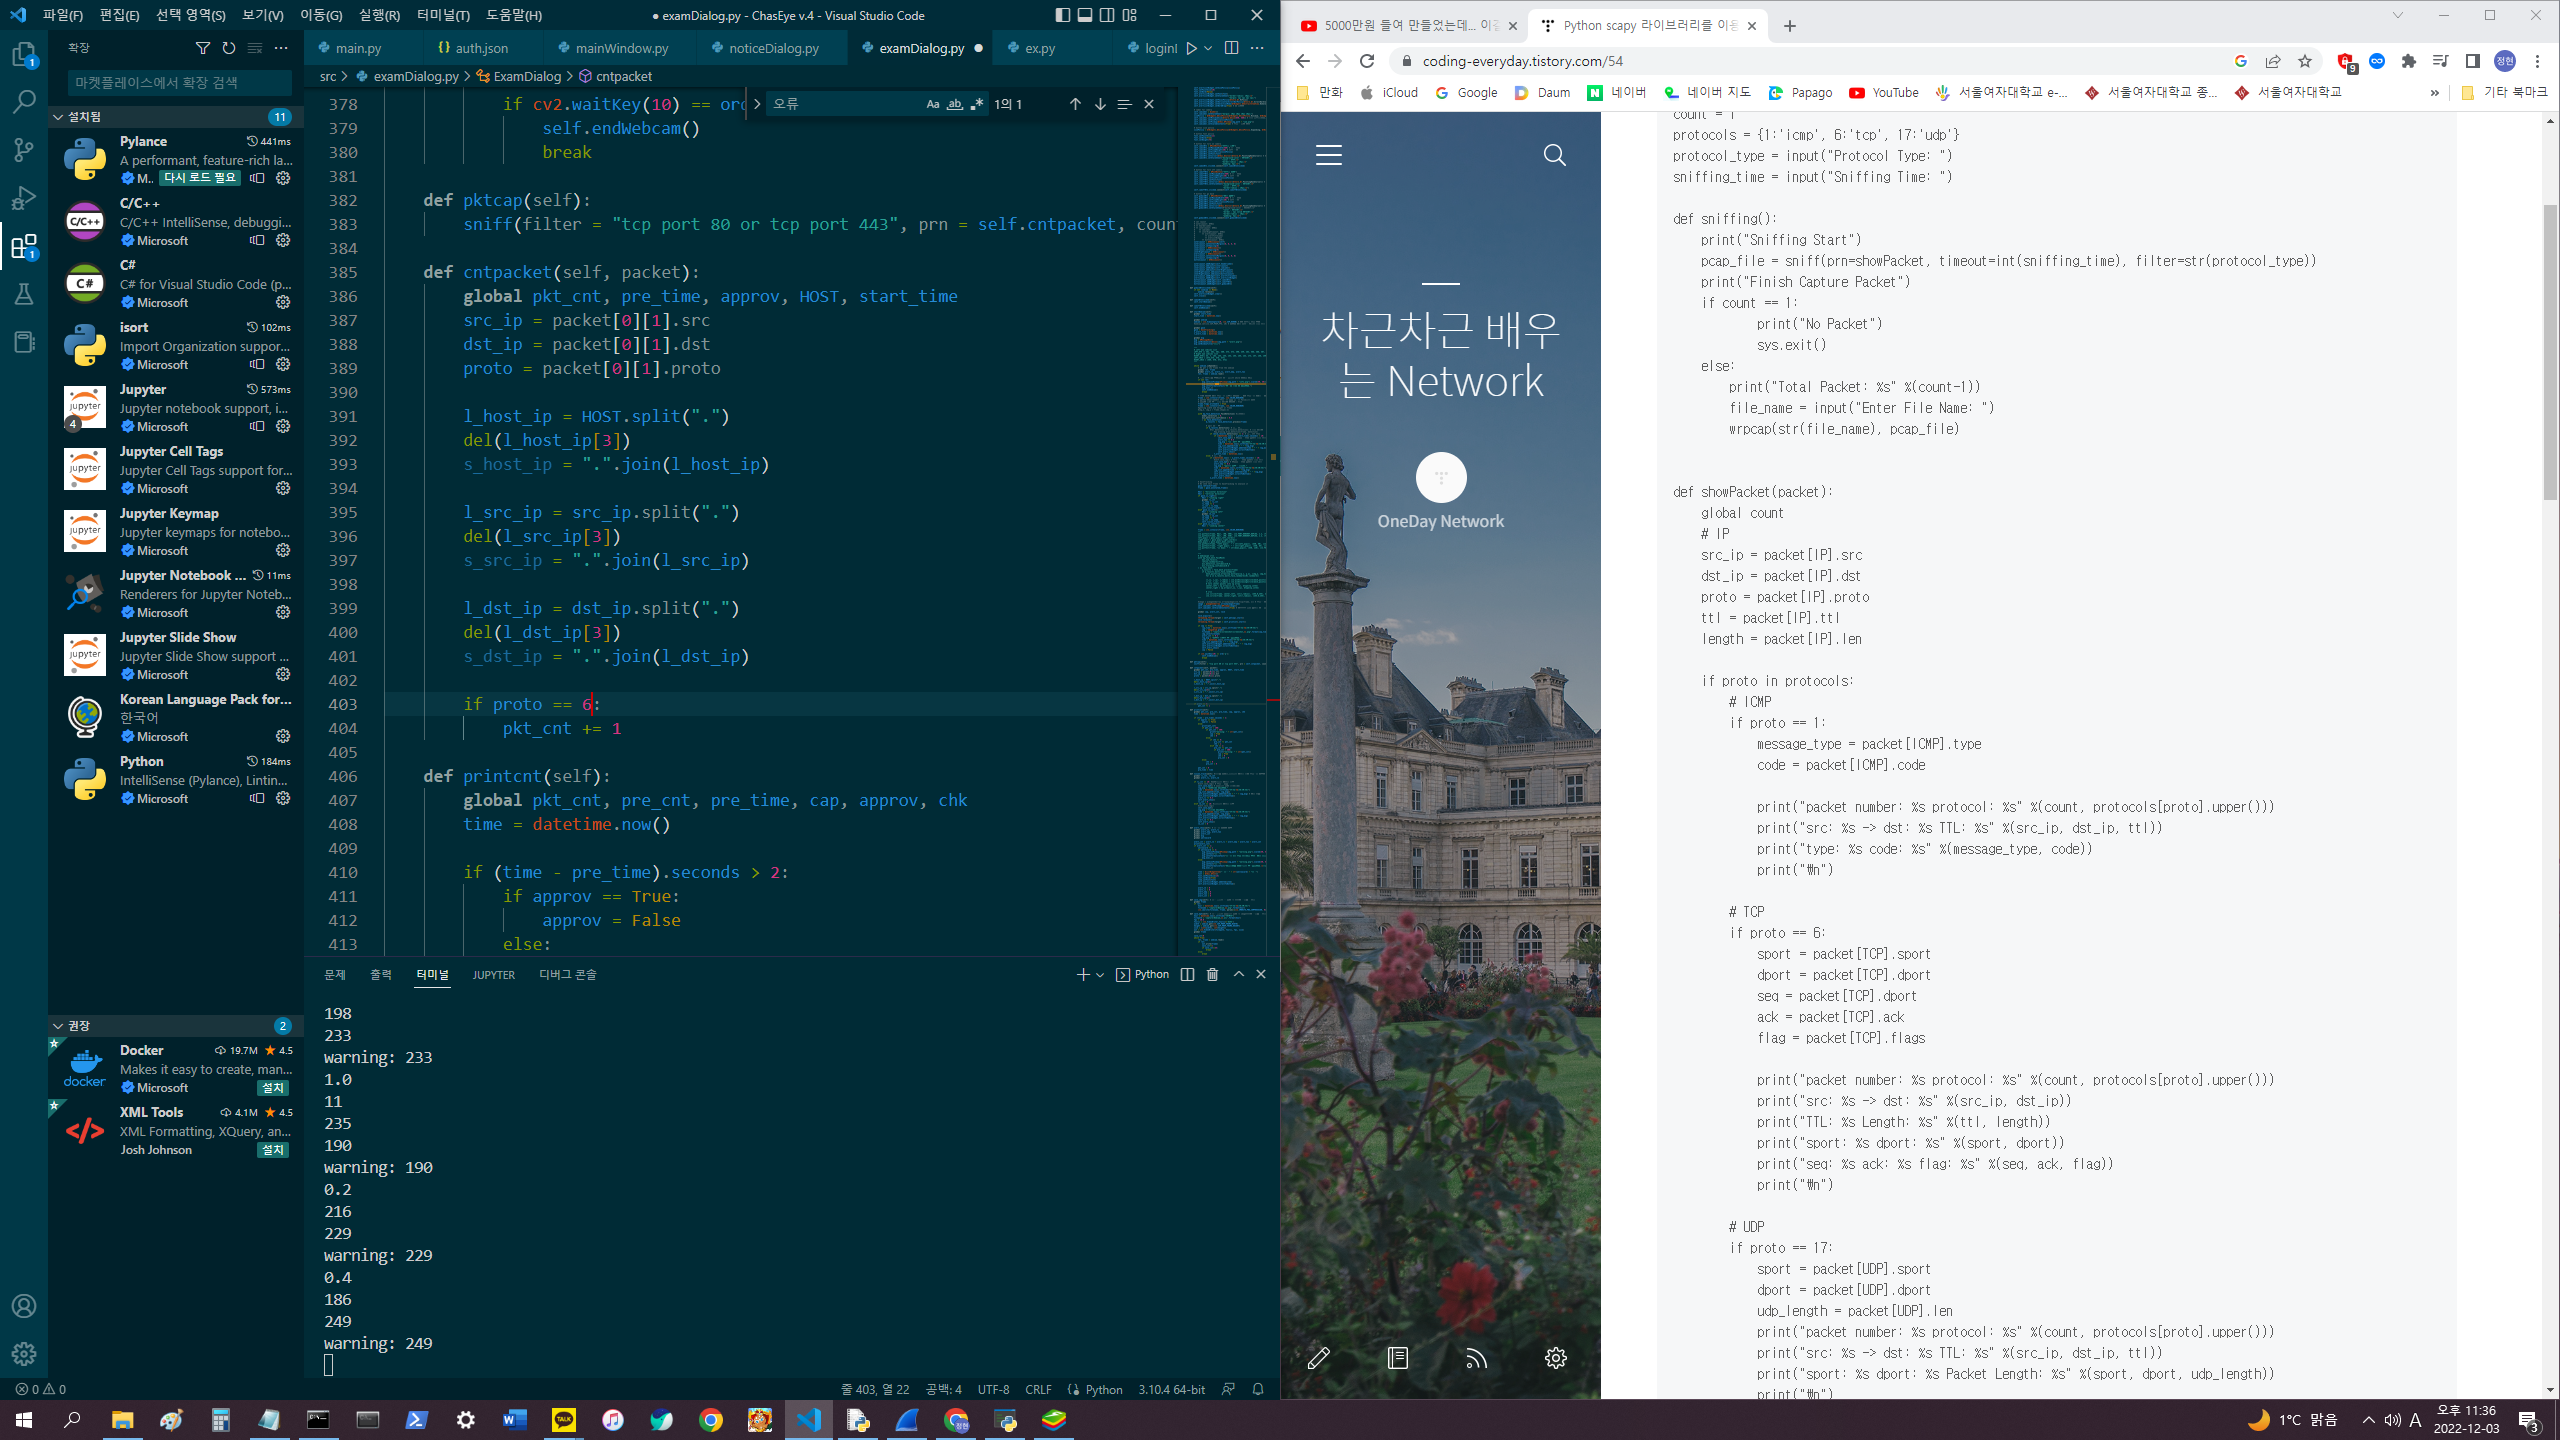 파일(F) 편집(E) 선택 영역(S) 보기(V) 이동(G) 실행(R) 터미널(T) 도움말(H)
● examDialog.py - ChasEye v.4 - Visual Studio Code
확장
마켓플레이스에서 확장 검색
설치됨 11
Pylance 441ms
A performant, feature-rich la...
M.. 다시 로드 필요
C/C++
C/C++ IntelliSense, debuggi...
Microsoft
C#
C# for Visual Studio Code (p...
Microsoft
isort 102ms
Import Organization suppor...
Microsoft
Jupyter 573ms
Jupyter notebook support, i...
Microsoft
Jupyter Cell Tags
Jupyter Cell Tags support for...
Microsoft
Jupyter Keymap
Jupyter keymaps for notebo...
Microsoft
Jupyter Notebook ... 11ms
Renderers for Jupyter Noteb...
Microsoft
Jupyter Slide Show
Jupyter Slide Show support ...
Microsoft
Korean Language Pack for...
한국어
Microsoft
Python 184ms
IntelliSense (Pylance), Lintin...
Microsoft
권장 2
Docker 19.7M ★ 4.5
Makes it easy to create, man...
Microsoft 설치
XML Tools 4.1M ★ 4.5
XML Formatting, XQuery, an...
Josh Johnson 설치
main.py auth.json mainWindow.py noticeDialog.py examDialog.py ● ex.py loginI
src > examDialog.py > ExamDialog > cntpacket
오류 Aa ab 1의 1
378 if cv2.waitKey(10) == orc
379 self.endWebcam()
380 break
381
382 def pktcap(self):
383 sniff(filter = "tcp port 80 or tcp port 443", prn = self.cntpacket, coun
384
385 def cntpacket(self, packet):
386 global pkt_cnt, pre_time, approv, HOST, start_time
387 src_ip = packet[0][1].src
388 dst_ip = packet[0][1].dst
389 proto = packet[0][1].proto
390
391 l_host_ip = HOST.split(".")
392 del(l_host_ip[3])
393 s_host_ip = ".".join(l_host_ip)
394
395 l_src_ip = src_ip.split(".")
396 del(l_src_ip[3])
397 s_src_ip = ".".join(l_src_ip)
398
399 l_dst_ip = dst_ip.split(".")
400 del(l_dst_ip[3])
401 s_dst_ip = ".".join(l_dst_ip)
402
403 if proto == 6:
404 pkt_cnt += 1
405
406 def printcnt(self):
407 global pkt_cnt, pre_cnt, pre_time, cap, approv, chk
408 time = datetime.now()
409
410 if (time - pre_time).seconds > 2:
411 if approv == True:
412 approv = False
413 else:
문제 출력 터미널 JUPYTER 디버그 콘솔 Python
198
233
warning: 233
1.0
11
235
190
warning: 190
0.2
216
229
warning: 229
0.4
186
249
warning: 249
0 0 줄 403, 열 22 공백: 4 UTF-8 CRLF Python 3.10.4 64-bit
5000만원 들여 만들었는데... 이걸 Python scapy 라이브러리를 이용
coding-everyday.tistory.com/54
만화 iCloud Google Daum 네이버 네이버 지도 Papago YouTube 서울여자대학교 e-... 서울여자대학교 종... 서울여자대학교 » 기타 북마크
차근차근 배우
는 Network
OneDay Network
count = 1
protocols = {1:'icmp', 6:'tcp', 17:'udp'}
protocol_type = input("Protocol Type: ")
sniffing_time = input("Sniffing Time: ")
def sniffing():
print("Sniffing Start")
pcap_file = sniff(prn=showPacket, timeout=int(sniffing_time), filter=str(protocol_type))
print("Finish Capture Packet")
if count == 1:
print("No Packet")
sys.exit()
else:
print("Total Packet: %s" %(count-1))
file_name = input("Enter File Name: ")
wrpcap(str(file_name), pcap_file)
def showPacket(packet):
global count
# IP
src_ip = packet[IP].src
dst_ip = packet[IP].dst
proto = packet[IP].proto
ttl = packet[IP].ttl
length = packet[IP].len
if proto in protocols:
# ICMP
if proto == 1:
message_type = packet[ICMP].type
code = packet[ICMP].code
print("packet number: %s protocol: %s" %(count, protocols[proto].upper()))
print("src: %s -> dst: %s TTL: %s" %(src_ip, dst_ip, ttl))
print("type: %s code: %s" %(message_type, code))
print("₩n")
# TCP
if proto == 6:
sport = packet[TCP].sport
dport = packet[TCP].dport
seq = packet[TCP].dport
ack = packet[TCP].ack
flag = packet[TCP].flags
print("packet number: %s protocol: %s" %(count, protocols[proto].upper()))
print("src: %s -> dst: %s" %(src_ip, dst_ip))
print("TTL: %s Length: %s" %(ttl, length))
print("sport: %s dport: %s" %(sport, dport))
print("seq: %s ack: %s flag: %s" %(seq, ack, flag))
print("₩n")
# UDP
if proto == 17:
sport = packet[UDP].sport
dport = packet[UDP].dport
udp_length = packet[UDP].len
print("packet number: %s protocol: %s" %(count, protocols[proto].upper()))
print("src: %s -> dst: %s TTL: %s" %(src_ip, dst_ip, ttl))
print("sport: %s dport: %s Packet Length: %s" %(sport, dport, udp_length))
print("₩n")
1°C 맑음 A 오후 11:36
2022-12-03 3